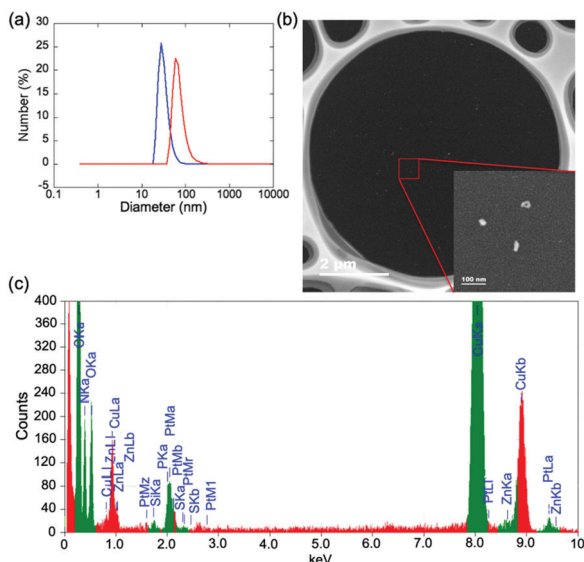 (a)
30
25
20
15
10
5
0
-5
Number (%)
0.1 1 10 100 1000 10000
Diameter (nm)
(b)
2 μm
100 nm
(c)
400
360
320
280
240
200
160
120
80
40
0
Counts
OKa
NKa
OKa
CuLl
ZnLl
CuLa
ZnLa
ZnLb
PtMz
SiKa
PKa
PtMa
PtMb
SKa
PtMr
SKb
PtM1
CuKa
PtLl
ZnKa
CuKb
PtLa
ZnKb
0 1.0 2.0 3.0 4.0 5.0 6.0 7.0 8.0 9.0 10
keV